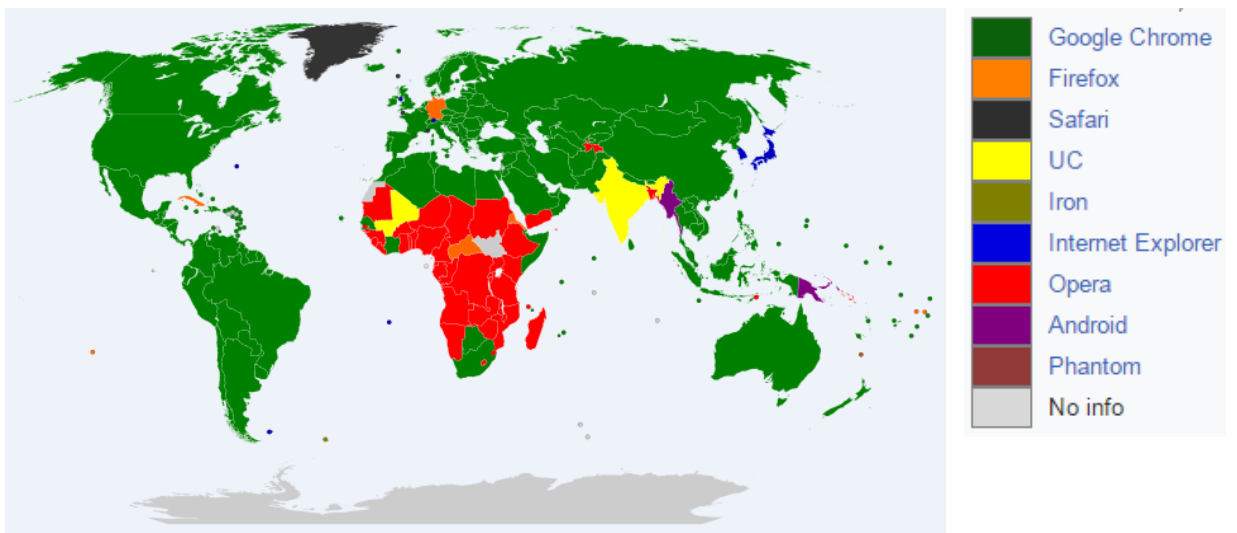 Google Chrome
Firefox
Safari
UC
Iron
Internet Explorer
Opera
Android
Phantom
No info